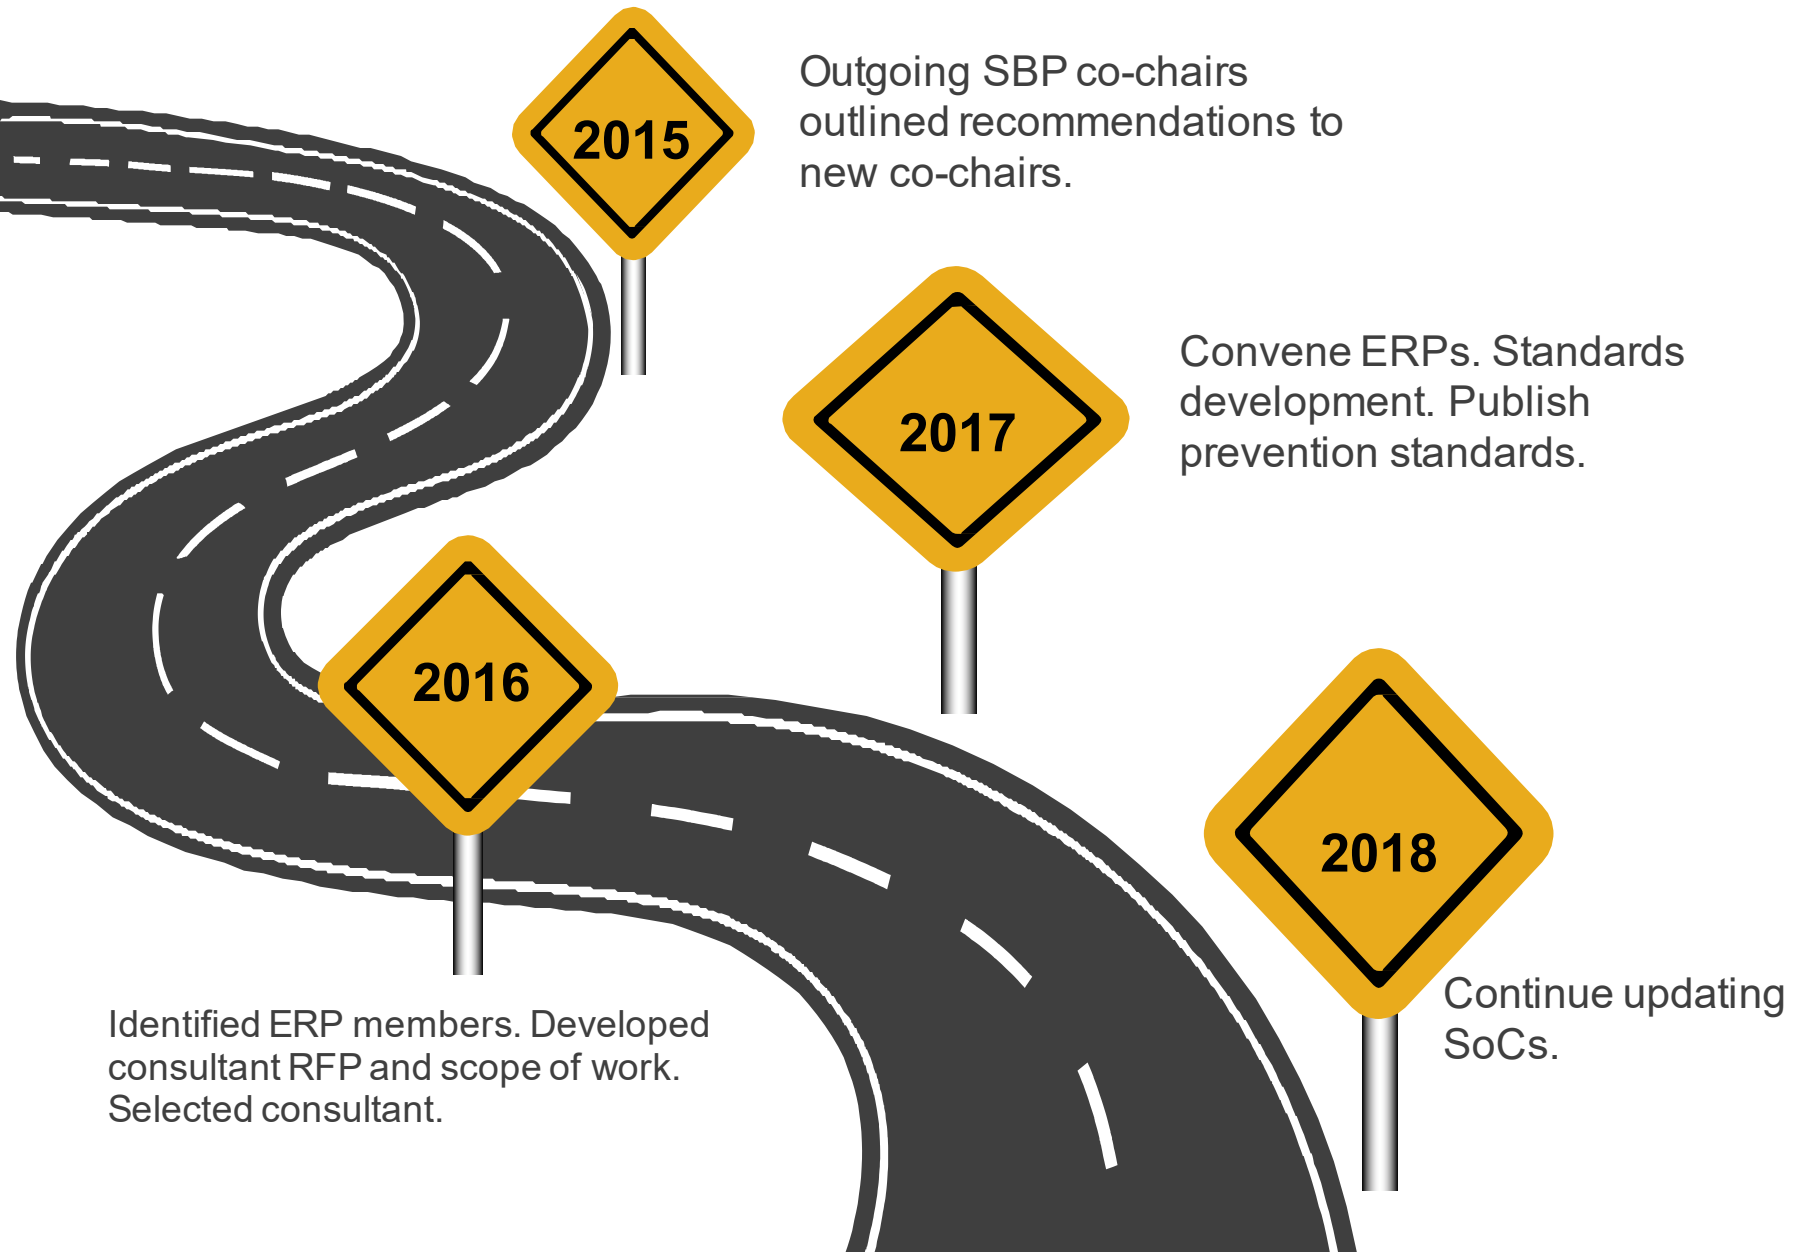 2015
Outgoing SBP co-chairs
outlined recommendations to
new co-chairs.
2017
Convene ERPs. Standards
development. Publish
prevention standards.
2016
Identified ERP members. Developed
consultant RFP and scope of work.
Selected consultant.
2018
Continue updating
SoCs.